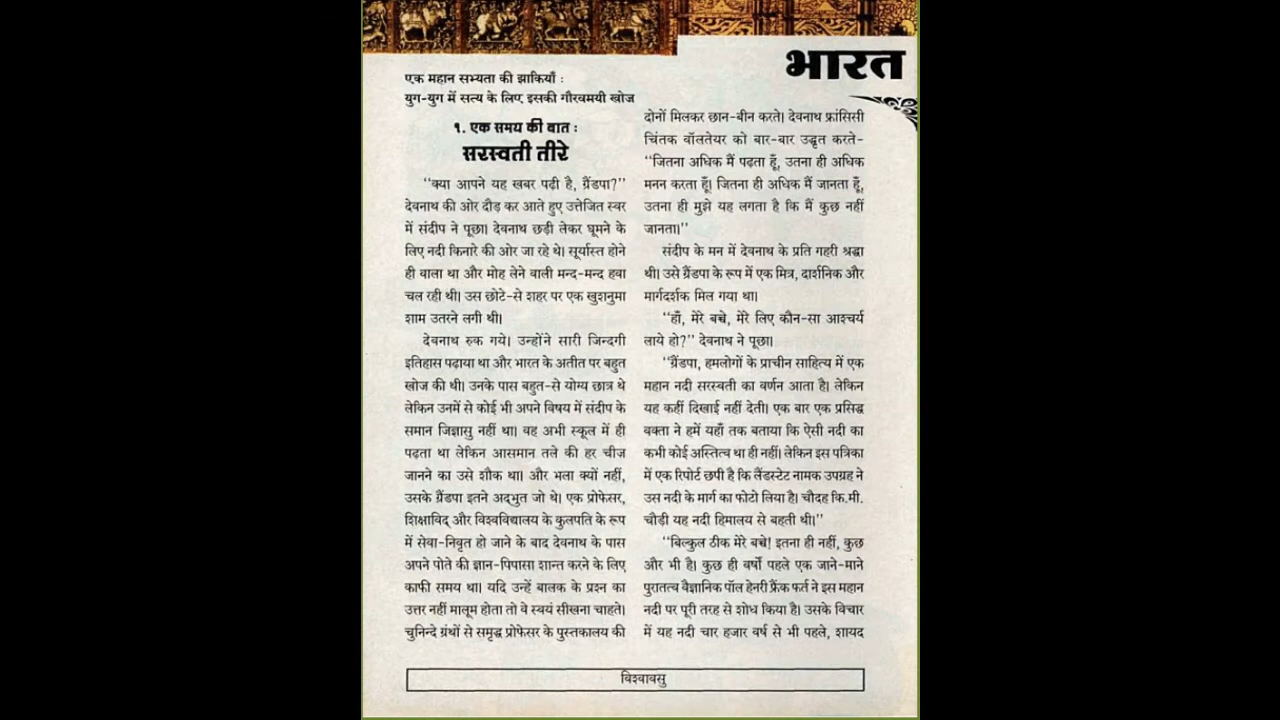 भारत
एक महान सभ्यता की झाकियाँ :
युग-युग में सत्य के लिए इसकी गौरवमयी खोज
१. एक समय की बात :
सरस्वती तीरे
‘‘क्या आपने यह खबर पढ़ी है, ग्रैंडपा?’’
देवनाथ की ओर दौड़ कर आते हुए उत्तेजित स्वर
में संदीप ने पूछा। देवनाथ छड़ी लेकर घूमने के
लिए नदी किनारे की ओर जा रहे थे। सूर्यास्त होने
ही वाला था और मोह लेने वाली मन्द-मन्द हवा
चल रही थी। उस छोटे-से शहर पर एक खुशनुमा
शाम उतरने लगी थी।
देवनाथ रुक गये। उन्होंने सारी जिन्दगी
इतिहास पढ़ाया था और भारत के अतीत पर बहुत
खोज की थी। उनके पास बहुत-से योग्य छात्र थे
लेकिन उनमें से कोई भी अपने विषय में संदीप के
समान जिज्ञासु नहीं था। वह अभी स्कूल में ही
पढ़ता था लेकिन आसमान तले की हर चीज
जानने का उसे शौक था। और भला क्यों नहीं,
उसके ग्रैंडपा इतने अद्भुत जो थे। एक प्रोफेसर,
शिक्षाविद् और विश्वविद्यालय के कुलपति के रूप
में सेवा-निवृत हो जाने के बाद देवनाथ के पास
अपने पोते की ज्ञान-पिपासा शान्त करने के लिए
काफी समय था। यदि उन्हें बालक के प्रश्न का
उत्तर नहीं मालूम होता तो वे स्वयं सीखना चाहते।
चुनिन्दे ग्रंथों से समृद्ध प्रोफेसर के पुस्तकालय की
दोनों मिलकर छान-बीन करते। देवनाथ फ्रांसिसी
चिंतक वॉलतेयर को बार-बार उद्धृत करते-
‘‘जितना अधिक मैं पढ़ता हूँ, उतना ही अधिक
मनन करता हूँ। जितना ही अधिक मैं जानता हूँ,
उतना ही मुझे यह लगता है कि मैं कुछ नहीं
जानता।’’
संदीप के मन में देवनाथ के प्रति गहरी श्रद्धा
थी। उसे ग्रैंडपा के रूप में एक मित्र, दार्शनिक और
मार्गदर्शक मिल गया था।
‘‘हाँ, मेरे बच्चे, मेरे लिए कौन-सा आश्चर्य
लाये हो?’’ देवनाथ ने पूछा।
‘‘ग्रैंडपा, हमलोगों के प्राचीन साहित्य में एक
महान नदी सरस्वती का वर्णन आता है। लेकिन
यह कहीं दिखाई नहीं देती। एक बार एक प्रसिद्ध
वक्ता ने हमें यहाँ तक बताया कि ऐसी नदी का
कभी कोई अस्तित्व था ही नहीं। लेकिन इस पत्रिका
में एक रिपोर्ट छपी है कि लैंडस्टेट नामक उपग्रह ने
उस नदी के मार्ग का फोटो लिया है। चौदह कि.मी.
चौड़ी यह नदी हिमालय से बहती थी।’’
‘‘बिल्कुल ठीक मेरे बच्चे! इतना ही नहीं, कुछ
और भी है। कुछ ही वर्षों पहले एक जाने-माने
पुरातत्व वैज्ञानिक पॉल हेनरी फ्रैंक फर्त ने इस महान
नदी पर पूरी तरह से शोध किया है। उसके विचार
में यह नदी चार हजार वर्ष से भी पहले, शायद
विश्वावसु